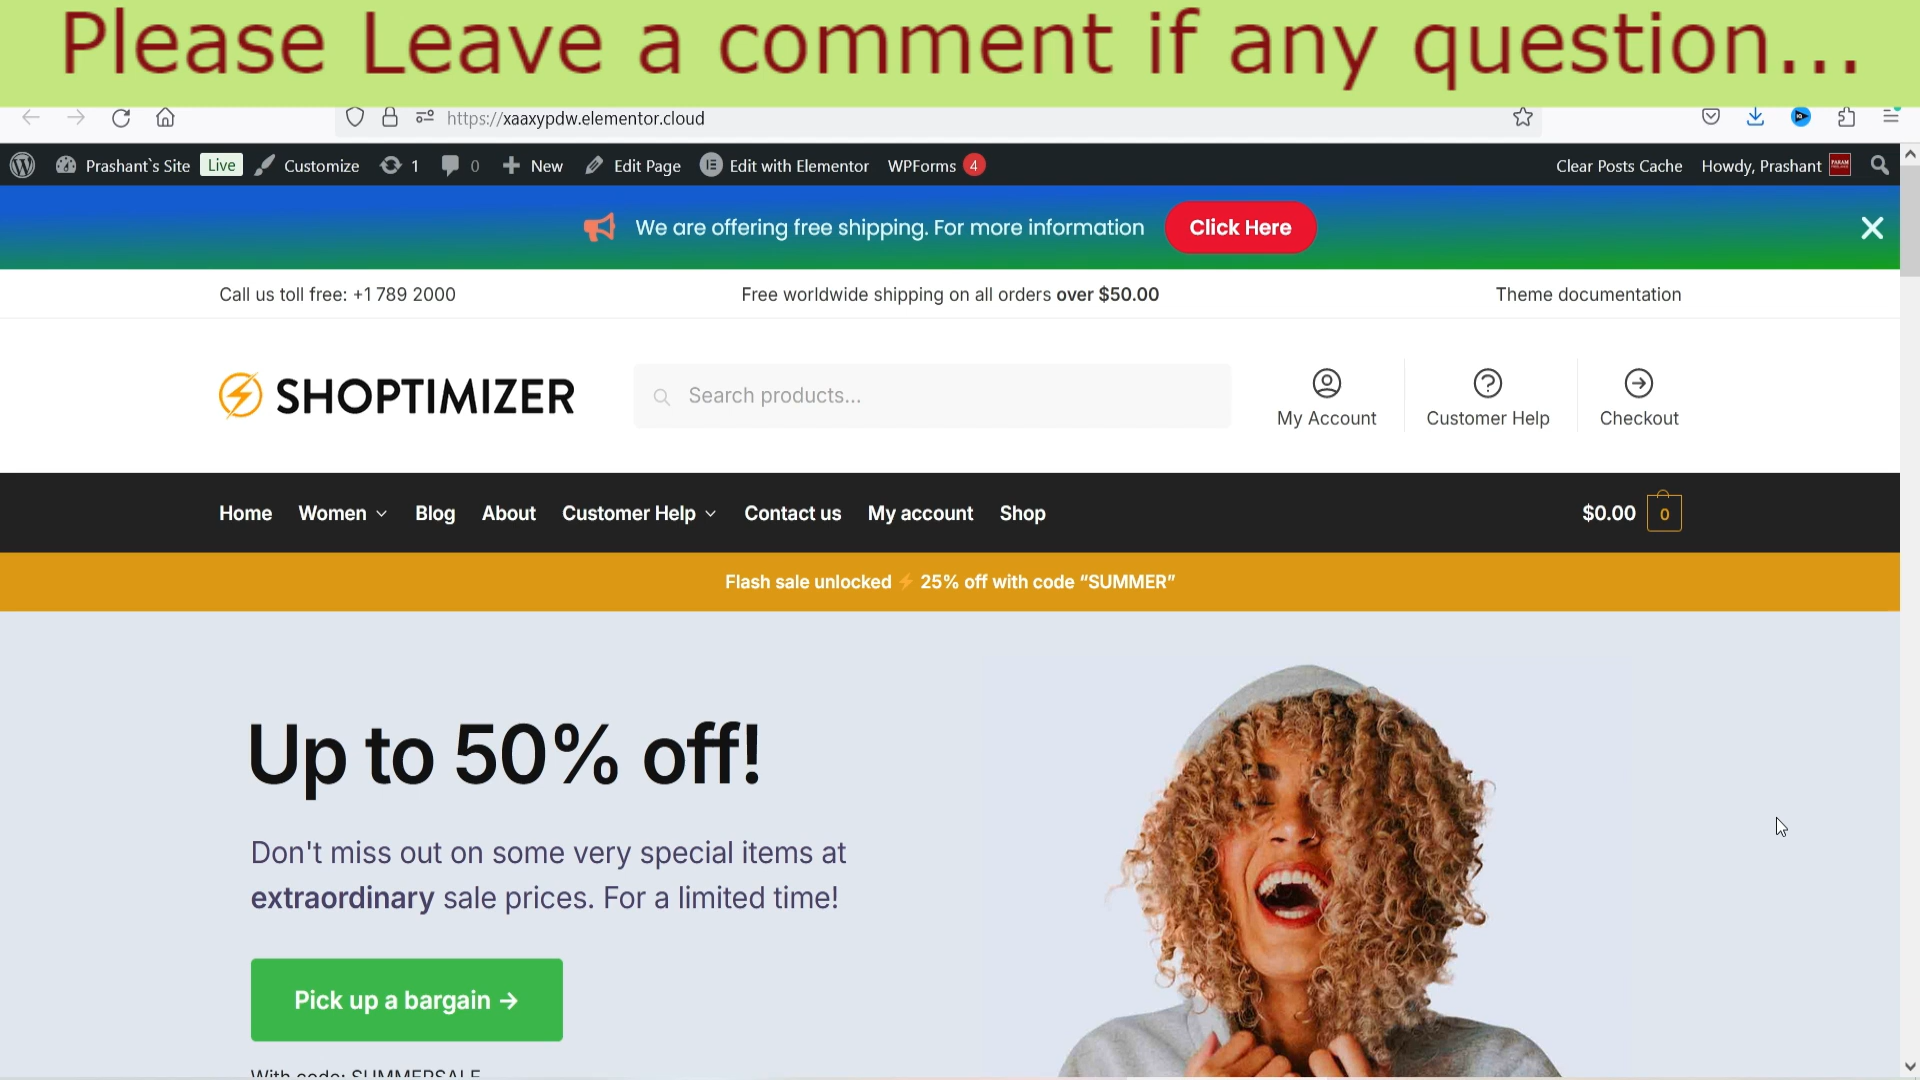 Please Leave a comment if any question...
https://xaaxypdw.elementor.cloud
Prashant`s Site Live Customize 1 0 New Edit Page Edit with Elementor WPForms 4 Clear Posts Cache Howdy, Prashant
We are offering free shipping. For more information Click Here
Call us toll free: +1 789 2000 Free worldwide shipping on all orders over $50.00 Theme documentation
SHOPTIMIZER Search products... My Account Customer Help Checkout
Home Women Blog About Customer Help Contact us My account Shop $0.00 0
Flash sale unlocked ⚡ 25% off with code “SUMMER”
Up to 50% off!
Don't miss out on some very special items at
extraordinary sale prices. For a limited time!
Pick up a bargain →
With code: SUMMERSALE